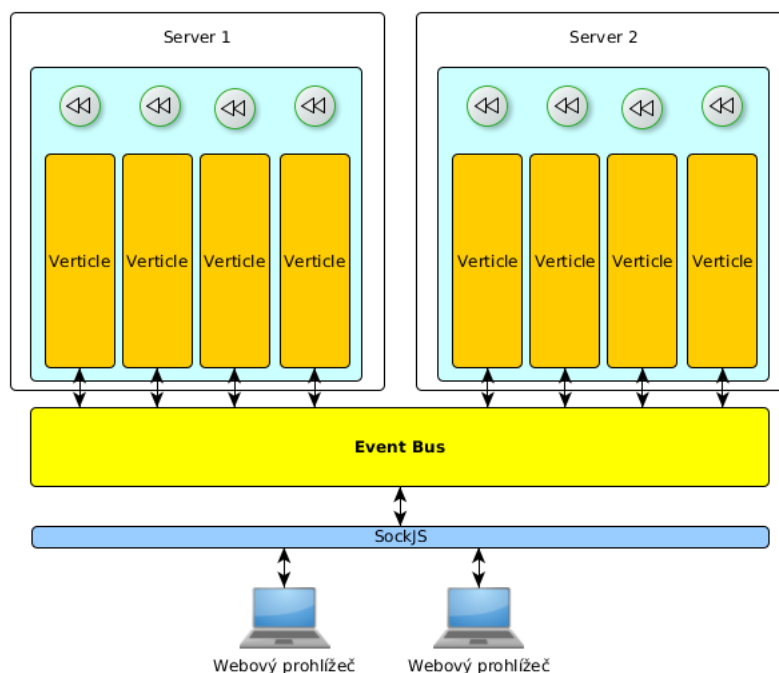 Server 1
Server 2
Verticle
Verticle
Verticle
Verticle
Verticle
Verticle
Verticle
Verticle
Event Bus
SockJS
Webový prohlížeč
Webový prohlížeč